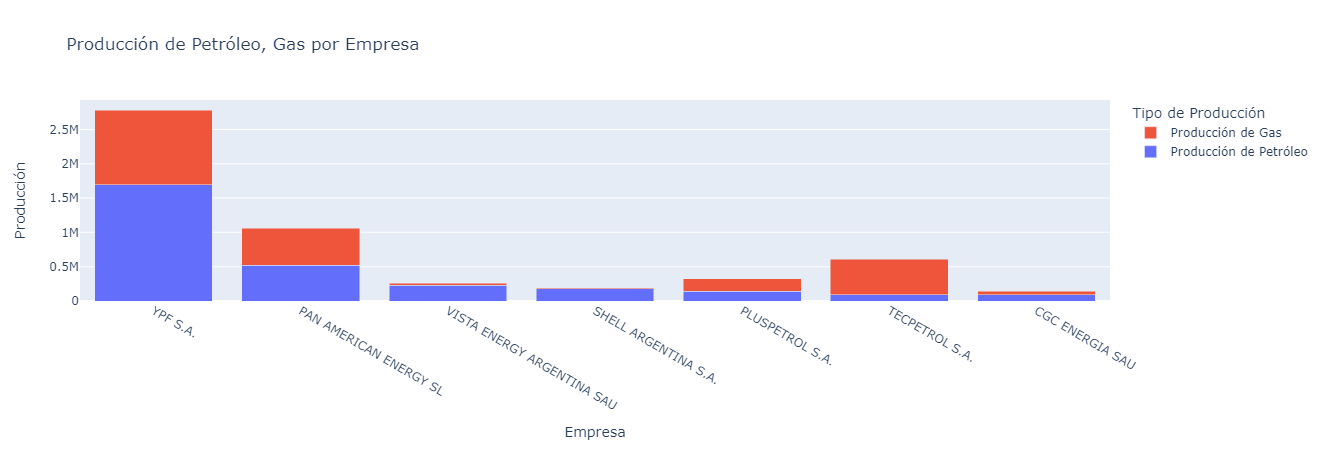 Producción de Petróleo, Gas por Empresa
Tipo de Producción
Producción de Gas
Producción de Petróleo
Producción
2.5M
2M
1.5M
1M
0.5M
0
YPF S.A.
PAN AMERICAN ENERGY SL
VISTA ENERGY ARGENTINA SAU
SHELL ARGENTINA S.A.
PLUSPETROL S.A.
TECPETROL S.A.
CGC ENERGIA SAU
Empresa